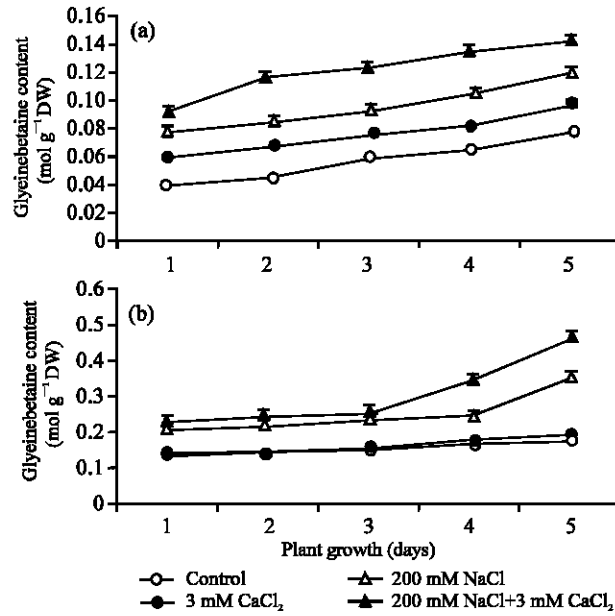 (a)
Glyeinebetaine content
(mol g⁻¹ DW)
0.16
0.14
0.12
0.10
0.08
0.06
0.04
0.02
0
1 2 3 4 5
(b)
Glyeinebetaine content
(mol g⁻¹ DW)
0.6
0.5
0.4
0.3
0.2
0.1
0
1 2 3 4 5
Plant growth (days)
Control
200 mM NaCl
3 mM CaCl₂
200 mM NaCl+3 mM CaCl₂